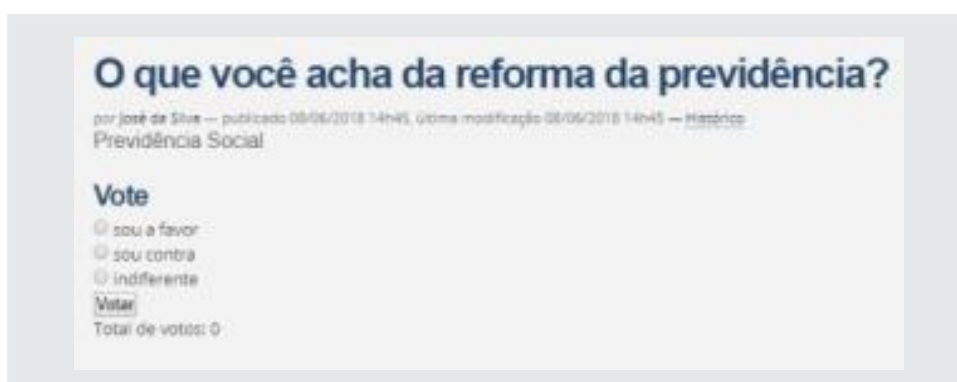 O que você acha da reforma da previdência?
por José da Silva — publicado 08/06/2018 14h45, última modificação 08/06/2018 14h45 — Histórico
Previdência Social
Vote
sou a favor
sou contra
indiferente
Votar
Total de votos: 0